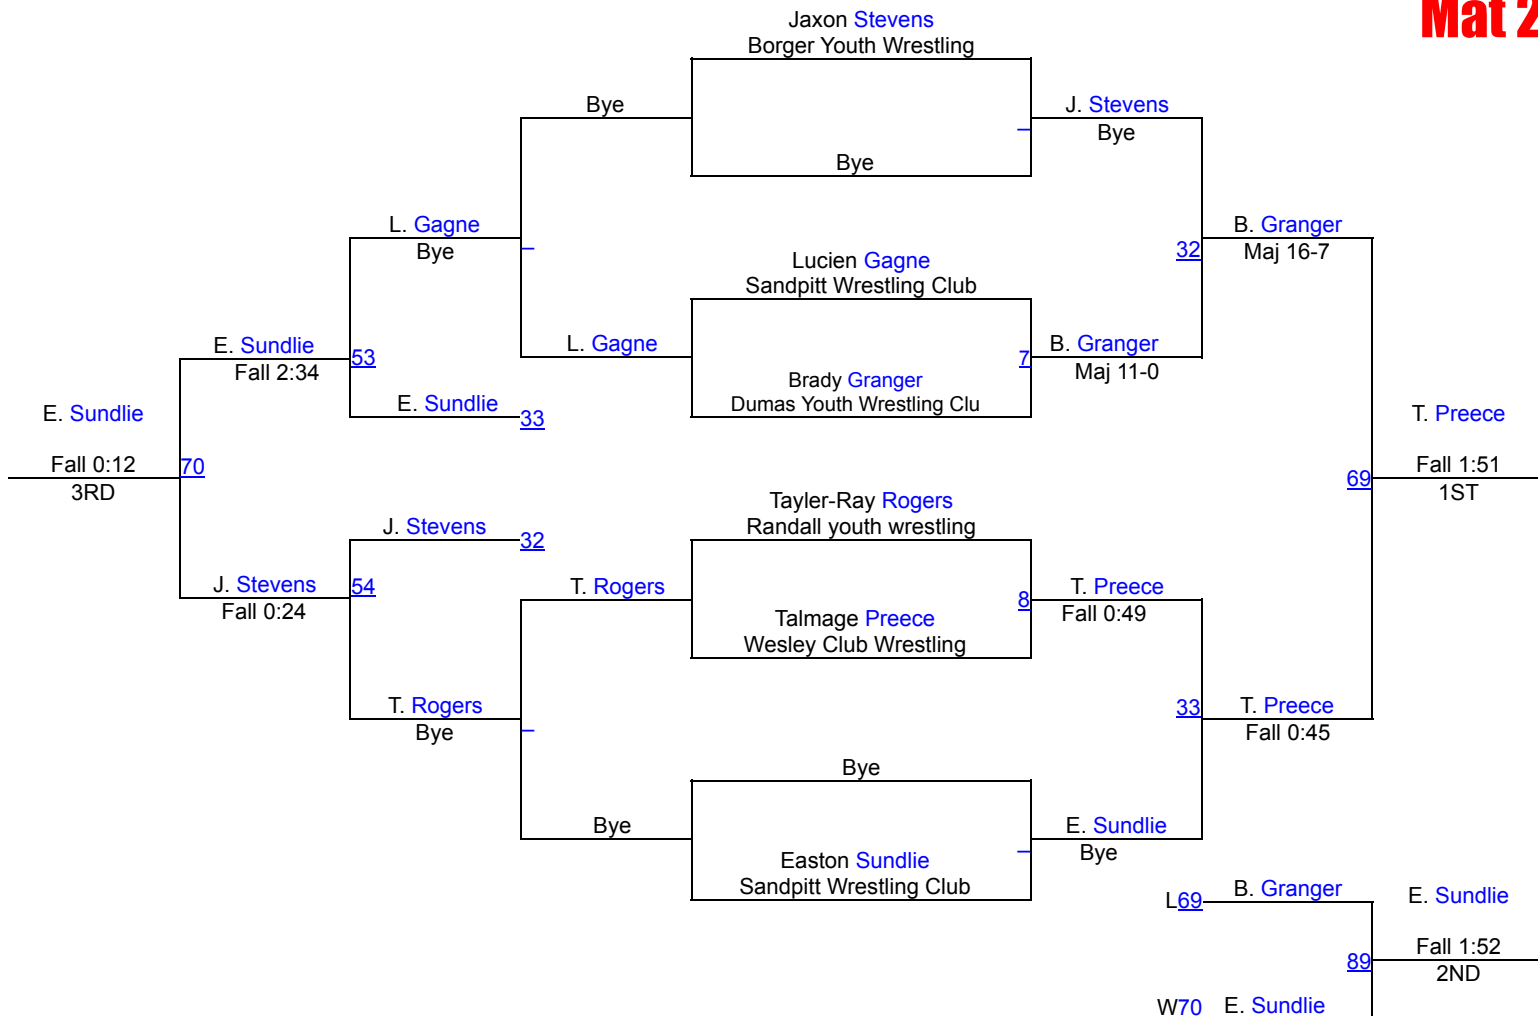 Mat 2
Jaxon Stevens
Borger Youth Wrestling
Bye
J. Stevens
Bye
Bye
L. Gagne
Bye
B. Granger
Maj 16-7
32
Lucien Gagne
Sandpitt Wrestling Club
E. Sundlie
Fall 2:34
53
L. Gagne
7
B. Granger
Maj 11-0
Brady Granger
Dumas Youth Wrestling Clu
E. Sundlie
33
E. Sundlie
Fall 0:12
3RD
70
T. Preece
Fall 1:51
1ST
69
Tayler-Ray Rogers
Randall youth wrestling
J. Stevens
32
J. Stevens
Fall 0:24
54
T. Rogers
8
T. Preece
Fall 0:49
Talmage Preece
Wesley Club Wrestling
T. Rogers
Bye
33
T. Preece
Fall 0:45
Bye
Bye
E. Sundlie
Bye
Easton Sundlie
Sandpitt Wrestling Club
L69
B. Granger
E. Sundlie
Fall 1:52
2ND
89
W70
E. Sundlie